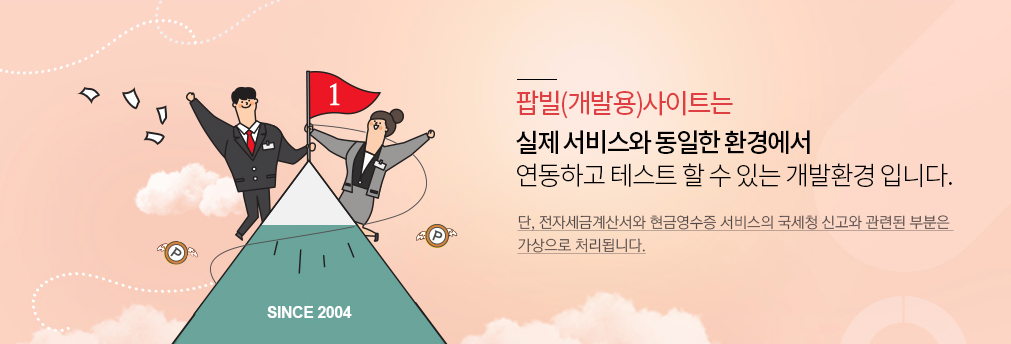 1
팝빌(개발용)사이트는
실제 서비스와 동일한 환경에서
연동하고 테스트 할 수 있는 개발환경 입니다.
단, 전자세금계산서와 현금영수증 서비스의 국세청 신고와 관련된 부분은
가상으로 처리됩니다.
P
P
SINCE 2004